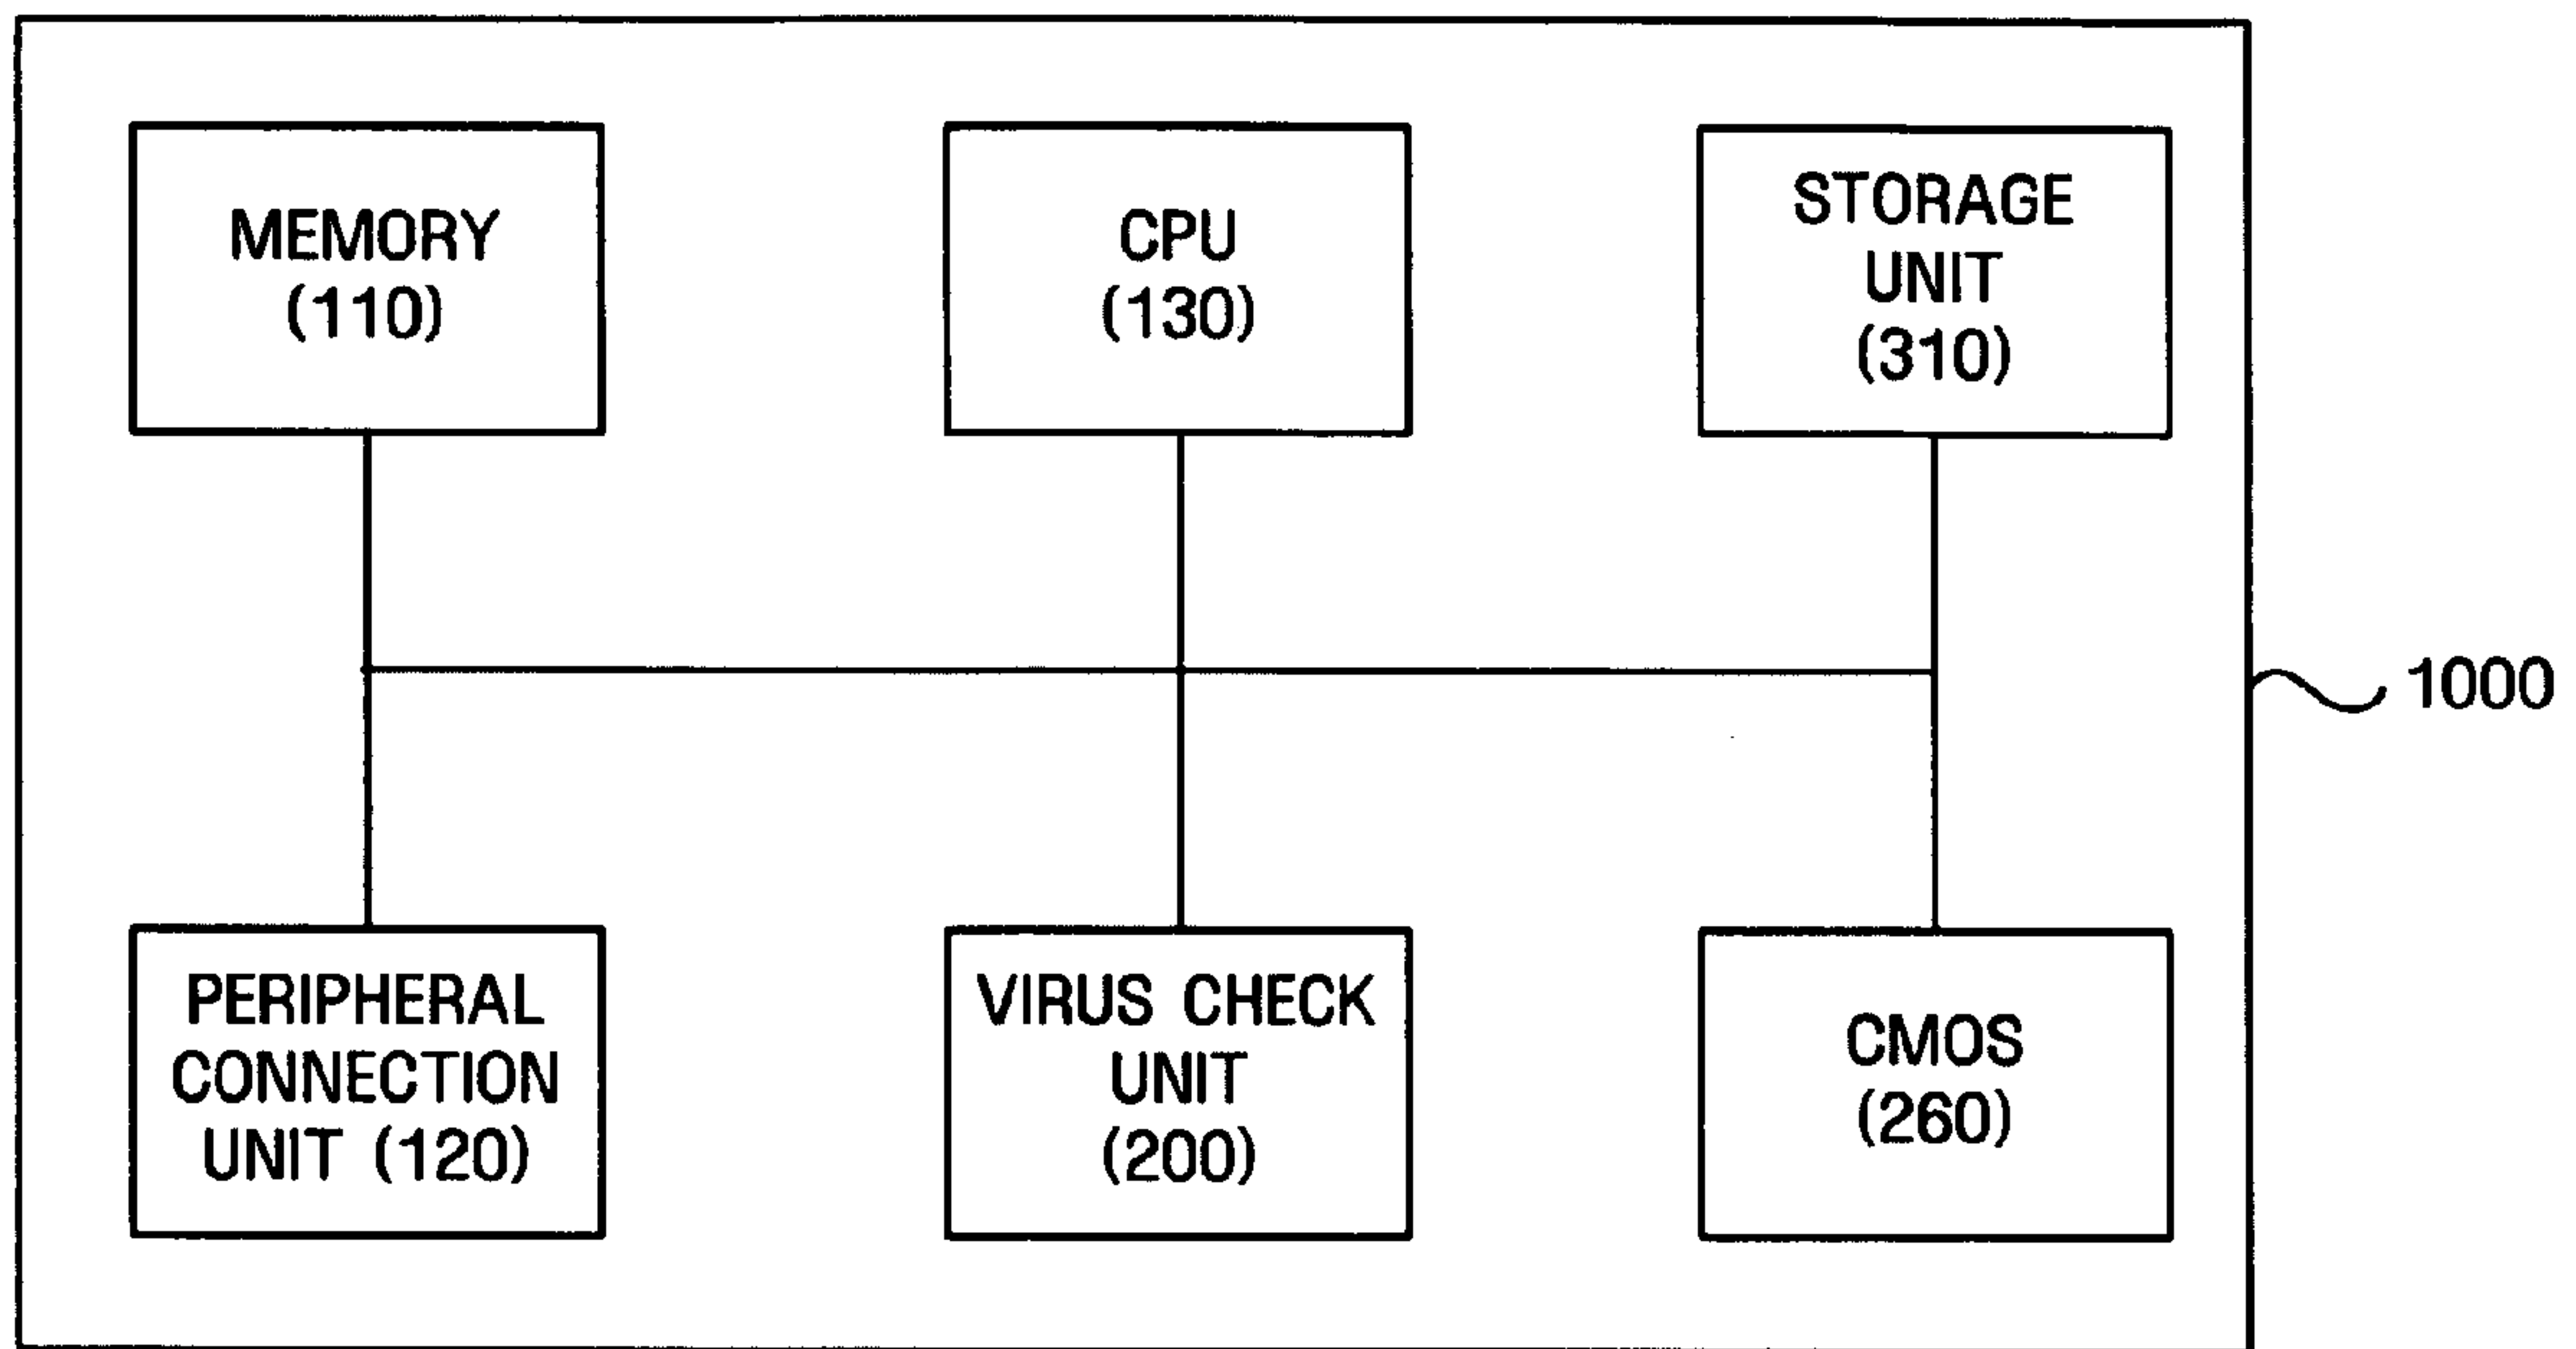 MEMORY
(110)
CPU
(130)
STORAGE
UNIT
(310)
1000
PERIPHERAL
CONNECTION
UNIT (120)
VIRUS CHECK
UNIT
(200)
CMOS
(260)